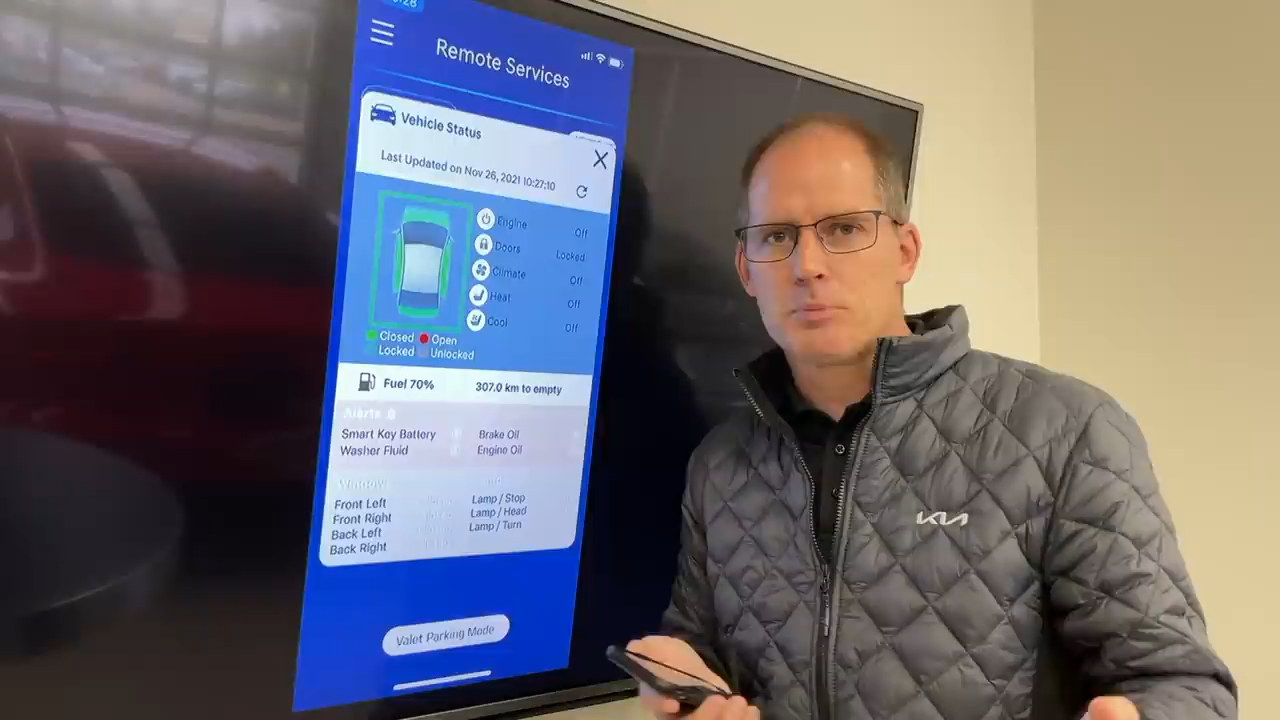 Remote Services
Vehicle Status
Last Updated on Nov 26, 2021 10:27:10
Engine Off
Doors Locked
Climate Off
Heat Off
Cool Off
Closed Open
Locked Unlocked
Fuel 70% 307.0 km to empty
Alerts
Smart Key Battery Brake Oil
Washer Fluid Engine Oil
Front Left Lamp / Stop
Front Right Lamp / Head
Back Left Lamp / Turn
Back Right
Valet Parking Mode
KIA